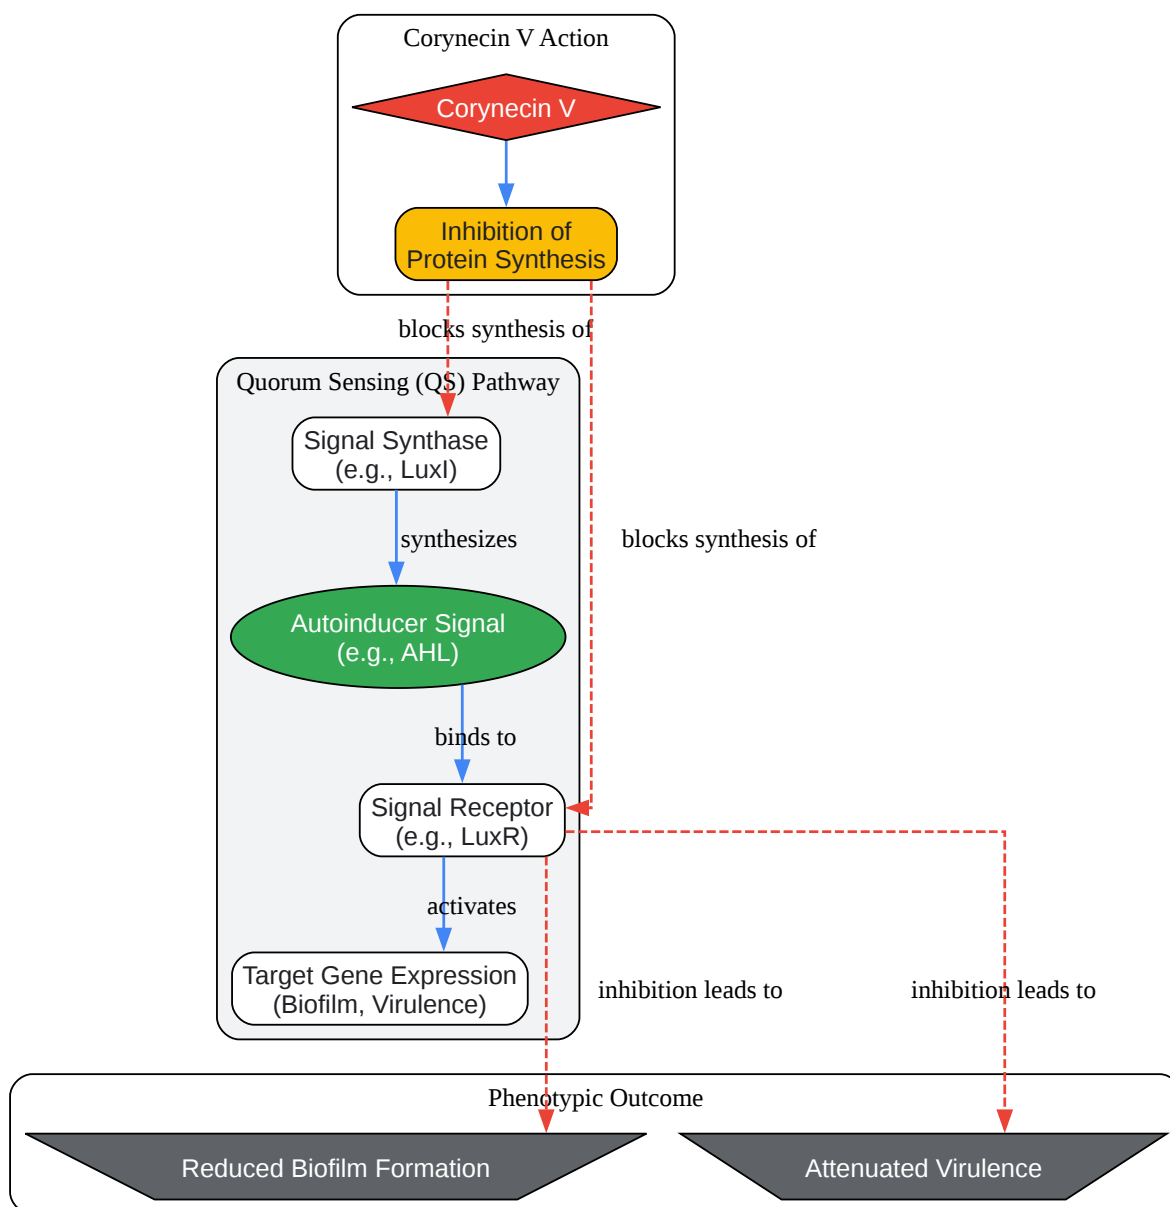 Corynecin V Action
Corynecin V
Inhibition of
Protein Synthesis
blocks synthesis of
Quorum Sensing (QS) Pathway
Signal Synthase
(e.g., LuxI)
synthesizes
blocks synthesis of
Autoinducer Signal
(e.g., AHL)
binds to
Signal Receptor
(e.g., LuxR)
activates
Target Gene Expression
(Biofilm, Virulence)
inhibition leads to
inhibition leads to
Phenotypic Outcome
Reduced Biofilm Formation
Attenuated Virulence